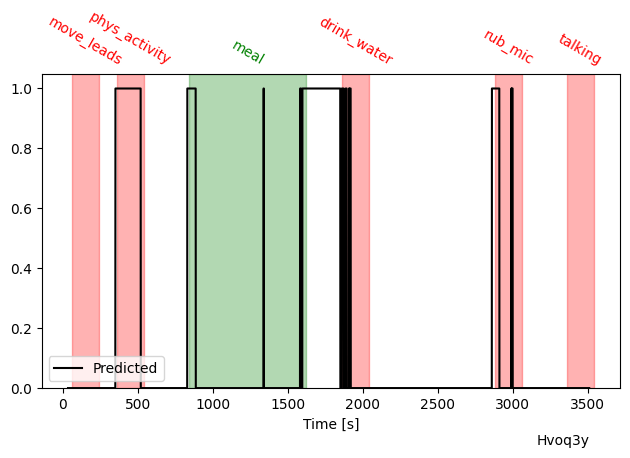 move_leads
phys_activity
meal
drink_water
rub_mic
talking
1.0
0.8
0.6
0.4
0.2
0.0
Predicted
0
500
1000
1500
2000
2500
3000
3500
Time [s]
Hvoq3y